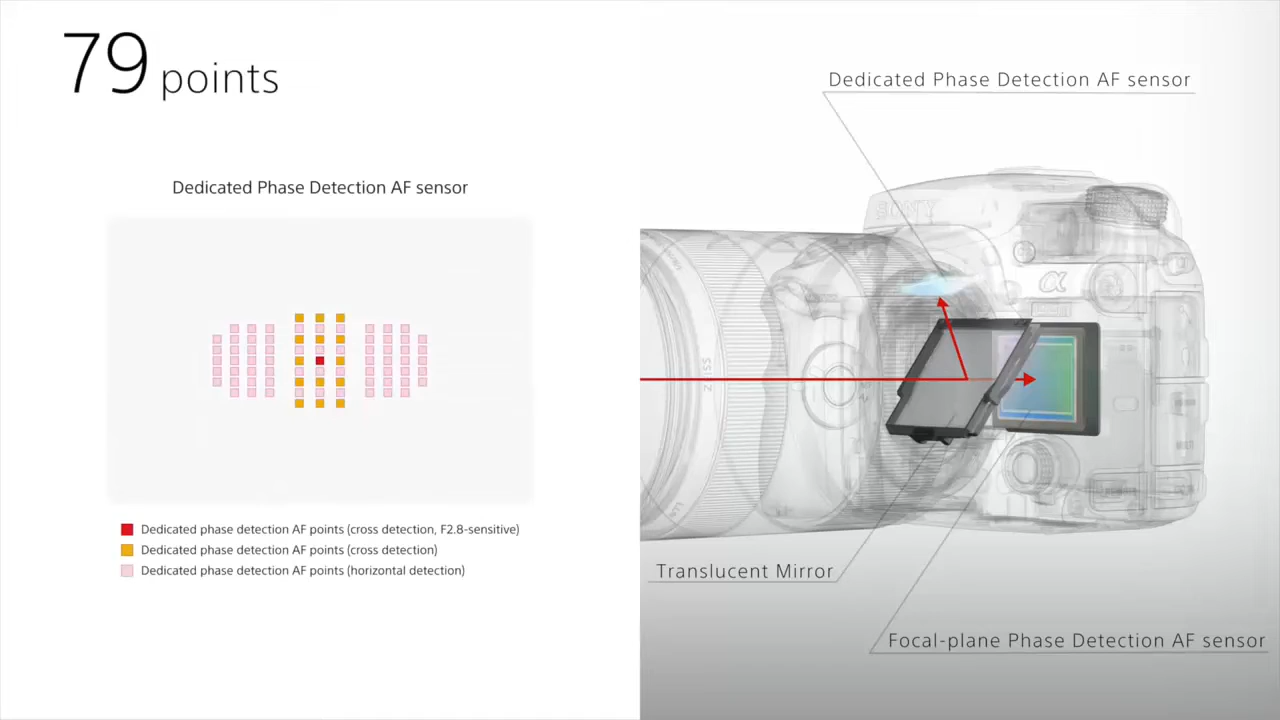 79 points
Dedicated Phase Detection AF sensor
Dedicated phase detection AF points (cross detection, F2.8-sensitive)
Dedicated phase detection AF points (cross detection)
Dedicated phase detection AF points (horizontal detection)
Dedicated Phase Detection AF sensor
SONY
α
ZEISS
Translucent Mirror
Focal-plane Phase Detection AF sensor